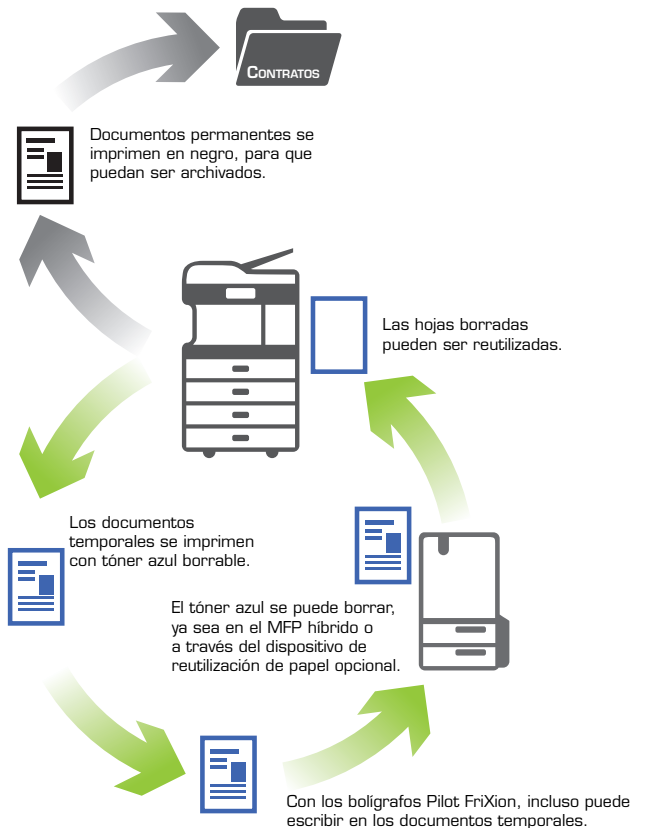 CONTRATOS
Documentos permanentes se
imprimen en negro, para que
puedan ser archivados.
Las hojas borradas
pueden ser reutilizadas.
Los documentos
temporales se imprimen
con tóner azul borrable.
El tóner azul se puede borrar,
ya sea en el MFP híbrido o
a través del dispositivo de
reutilización de papel opcional.
Con los bolígrafos Pilot FriXion, incluso puede
escribir en los documentos temporales.